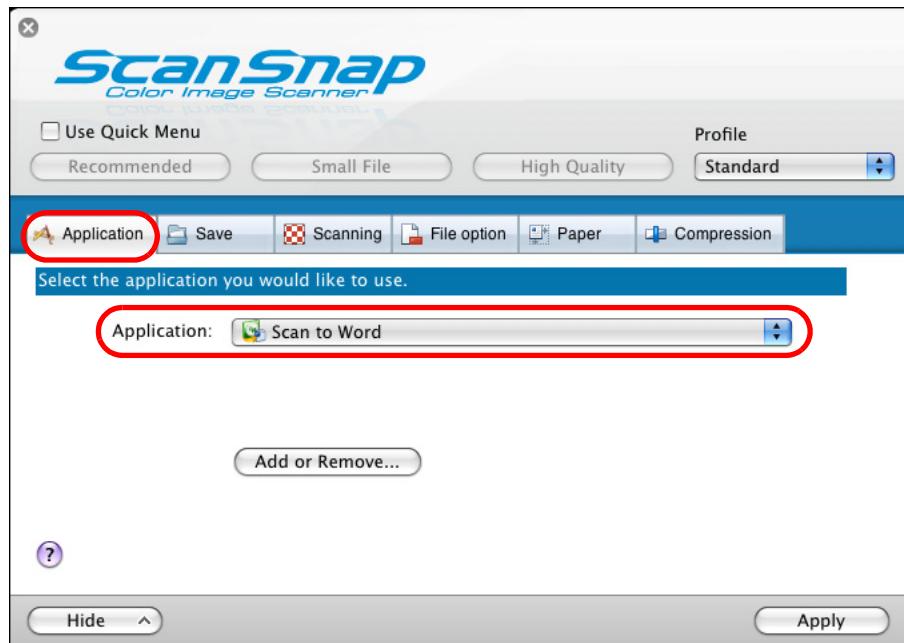 ScanSnap
Color Image Scanner
Use Quick Menu
Profile
Recommended Small File High Quality Standard
Application Save Scanning File option Paper Compression
Select the application you would like to use.
Application: Scan to Word
Add or Remove...
?
Hide Apply